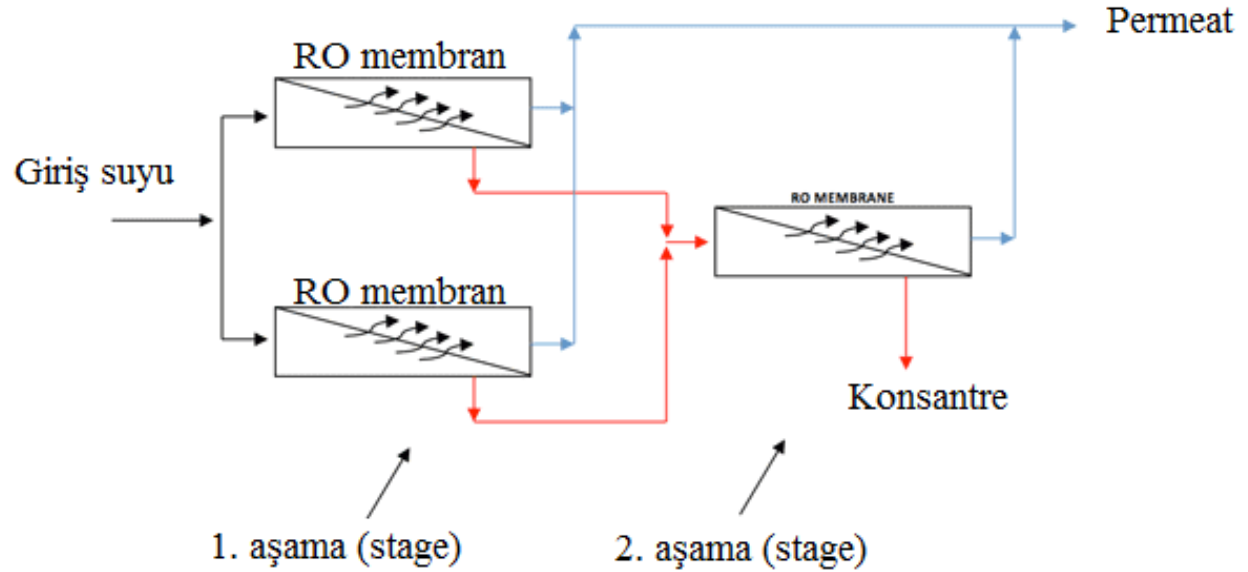 Permeat
RO membran
Giriş suyu
RO MEMBRANE
RO membran
Konsantre
1. aşama (stage)
2. aşama (stage)